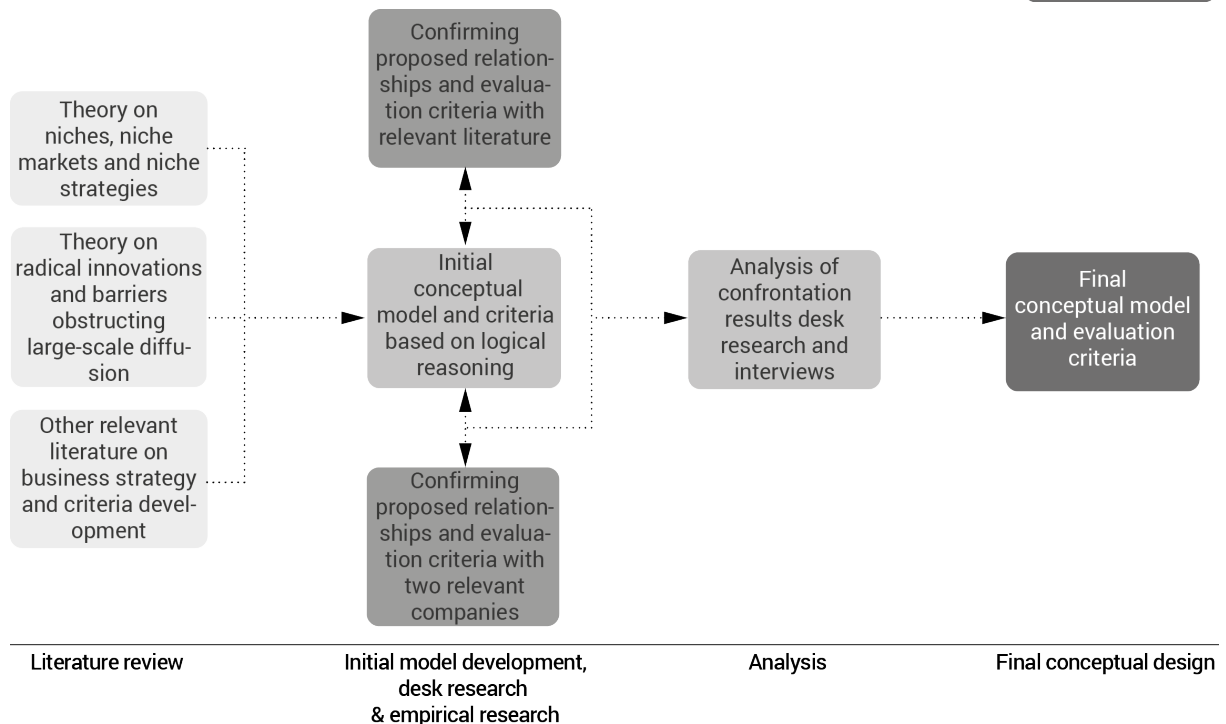 Theory on
niches, niche
markets and niche
strategies
Theory on
radical innovations
and barriers
obstructing
large-scale diffu-
sion
Other relevant
literature on
business strategy
and criteria devel-
opment
Confirming
proposed relation-
ships and evalua-
tion criteria with
relevant literature
Initial
conceptual
model and criteria
based on logical
reasoning
Confirming
proposed relation-
ships and evalua-
tion criteria with
two relevant
companies
Analysis of
confrontation
results desk
research and
interviews
Final
conceptual model
and evaluation
criteria
Literature review
Initial model development,
desk research
& empirical research
Analysis
Final conceptual design